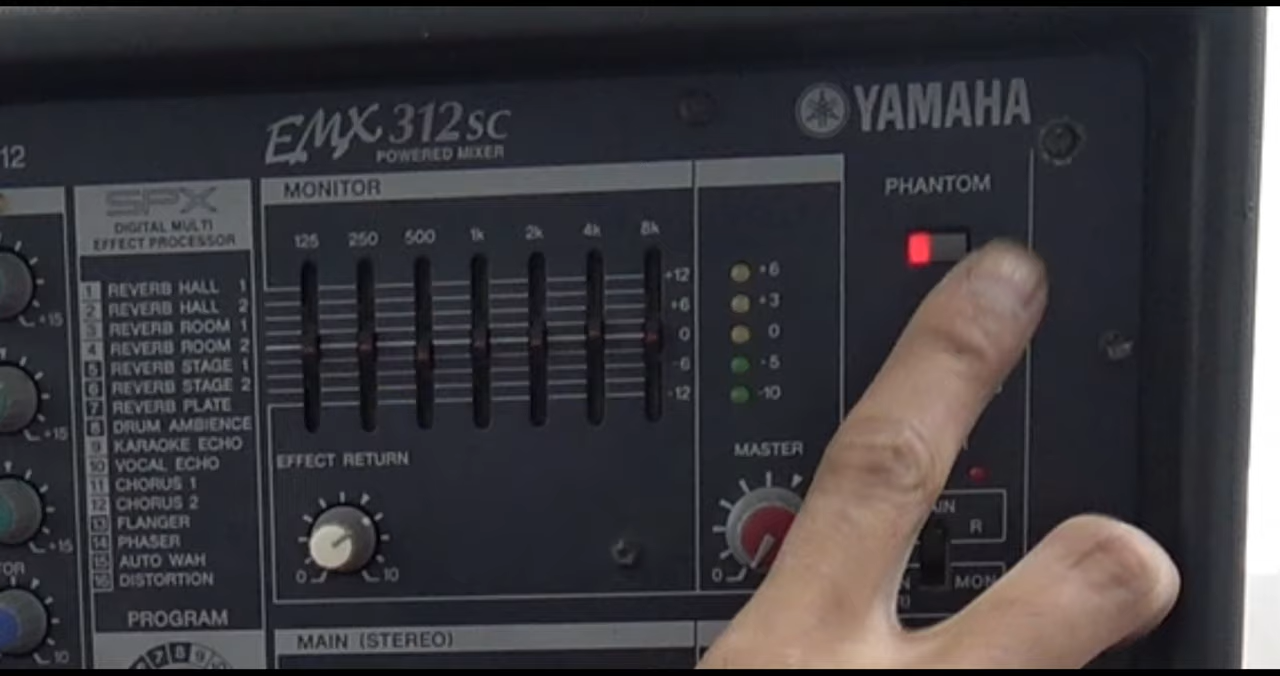 12
EMX 312SC
POWERED MIXER
YAMAHA
SPX
DIGITAL MULTI
EFFECT PROCESSOR
1 REVERB HALL 1
2 REVERB HALL 2
3 REVERB ROOM 1
4 REVERB ROOM 2
5 REVERB STAGE 1
6 REVERB STAGE 2
7 REVERB PLATE
8 DRUM AMBIENCE
9 KARAOKE ECHO
10 VOCAL ECHO
11 CHORUS 1
12 CHORUS 2
13 FLANGER
14 PHASER
15 AUTO WAH
16 DISTORTION
PROGRAM
7 8 9
+15
+15
+15
10
MONITOR
125 250 500 1k 2k 4k 8k
+12
+6
0
-6
-12
EFFECT RETURN
0 10
+6
+3
0
-5
-10
MASTER
0
PHANTOM
R
MON
MAIN (STEREO)